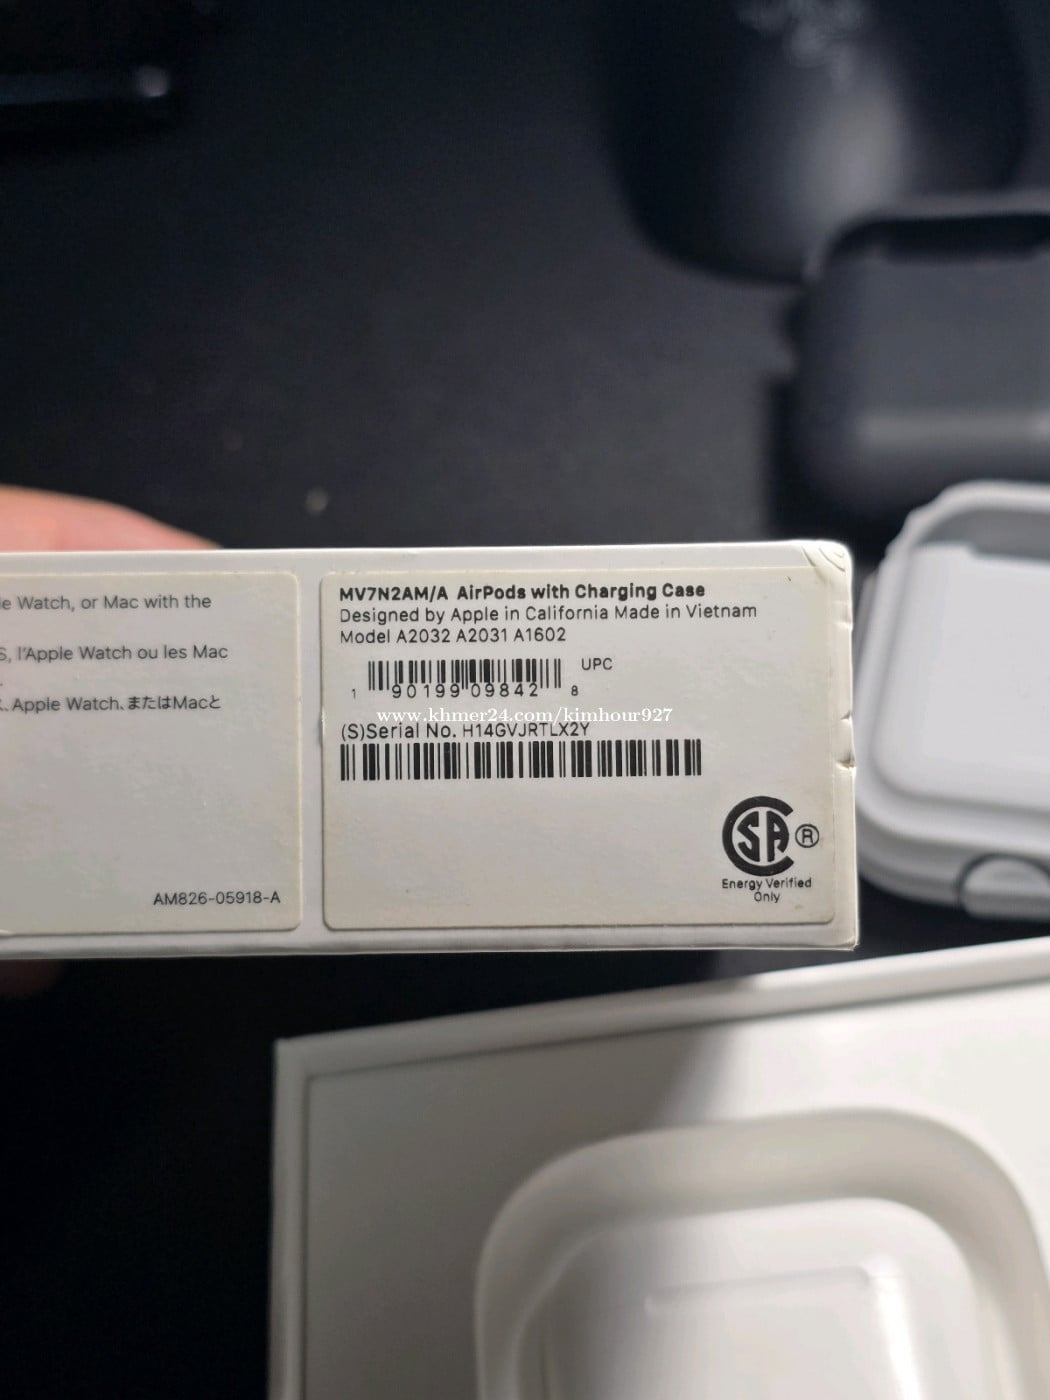 le Watch, or Mac with the
S, l'Apple Watch ou les Mac
、Apple Watch、またはMacと
AM826-05918-A
MV7N2AM/A AirPods with Charging Case
Designed by Apple in California Made in Vietnam
Model A2032 A2031 A1602
UPC
1 90199 09842 8
www.khmer24.com/kimhour927
(S)Serial No. H14GVJRTLX2Y
SA ®
Energy Verified
Only